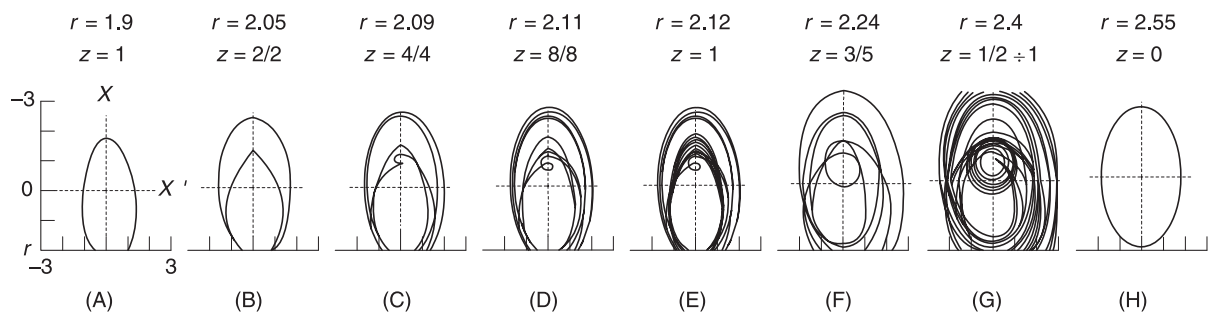 r = 1.9 r = 2.05 r = 2.09 r = 2.11 r = 2.12 r = 2.24 r = 2.4 r = 2.55
z = 1 z = 2/2 z = 4/4 z = 8/8 z = 1 z = 3/5 z = 1/2 ÷1 z = 0
X
−3
0
X '
r
−3 3
(A) (B) (C) (D) (E) (F) (G) (H)